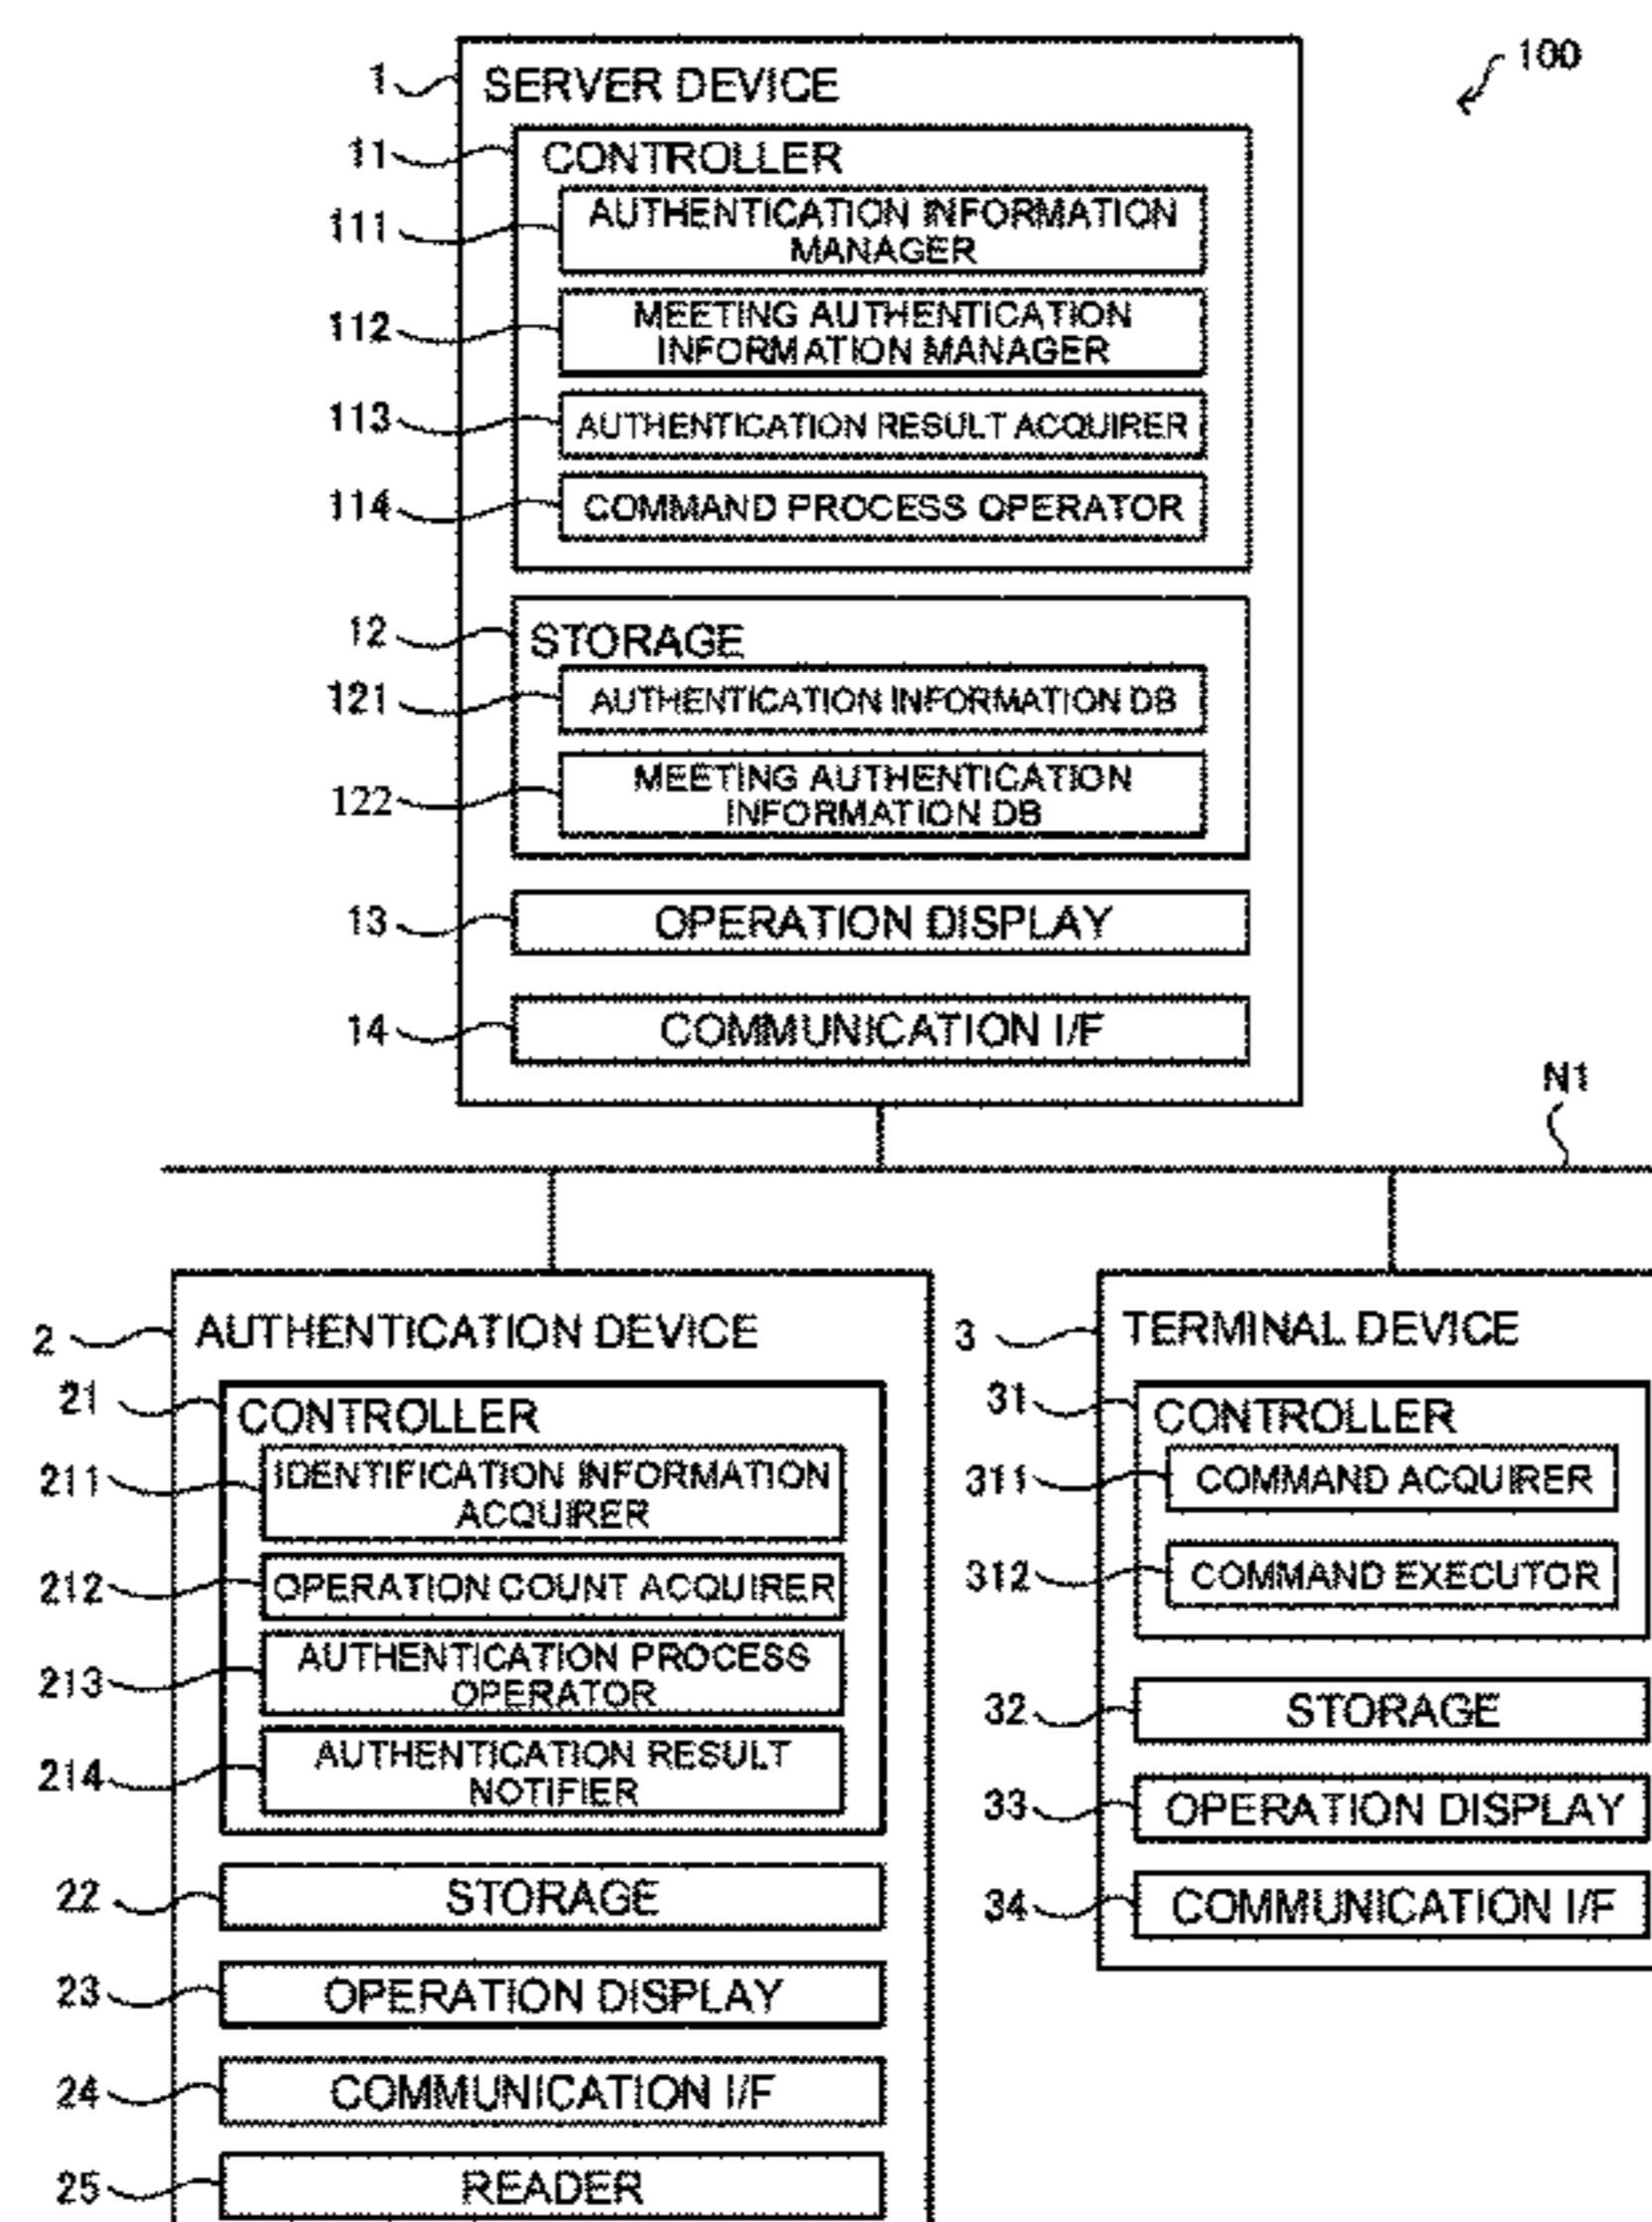 100
1 SERVER DEVICE
11 CONTROLLER
111 AUTHENTICATION INFORMATION
MANAGER
112 MEETING AUTHENTICATION
INFORMATION MANAGER
113 AUTHENTICATION RESULT ACQUIRER
114 COMMAND PROCESS OPERATOR
12 STORAGE
121 AUTHENTICATION INFORMATION DB
122 MEETING AUTHENTICATION
INFORMATION DB
13 OPERATION DISPLAY
14 COMMUNICATION I/F
N1
2 AUTHENTICATION DEVICE
21 CONTROLLER
211 IDENTIFICATION INFORMATION
ACQUIRER
212 OPERATION COUNT ACQUIRER
213 AUTHENTICATION PROCESS
OPERATOR
214 AUTHENTICATION RESULT
NOTIFIER
22 STORAGE
23 OPERATION DISPLAY
24 COMMUNICATION I/F
25 READER
3 TERMINAL DEVICE
31 CONTROLLER
311 COMMAND ACQUIRER
312 COMMAND EXECUTOR
32 STORAGE
33 OPERATION DISPLAY
34 COMMUNICATION I/F